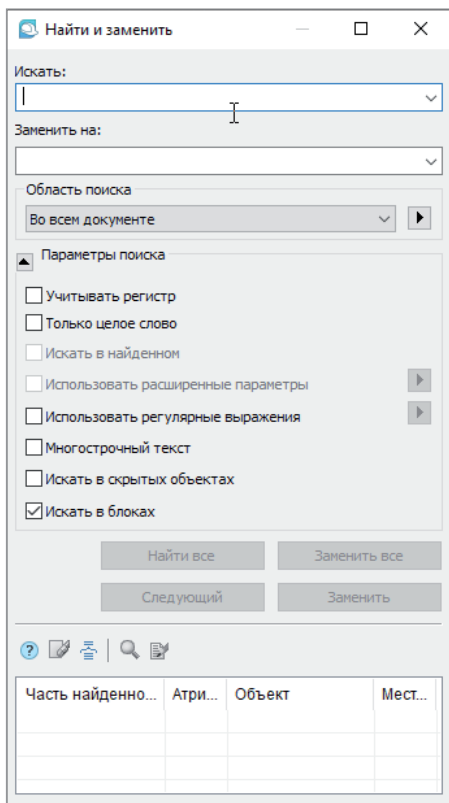 Найти и заменить
Искать:
Заменить на:
Область поиска
Во всем документе
Параметры поиска
Учитывать регистр
Только целое слово
Искать в найденном
Использовать расширенные параметры
Использовать регулярные выражения
Многострочный текст
Искать в скрытых объектах
Искать в блоках
Найти все Заменить все
Следующий Заменить
Часть найденно... Атри... Объект Мест...